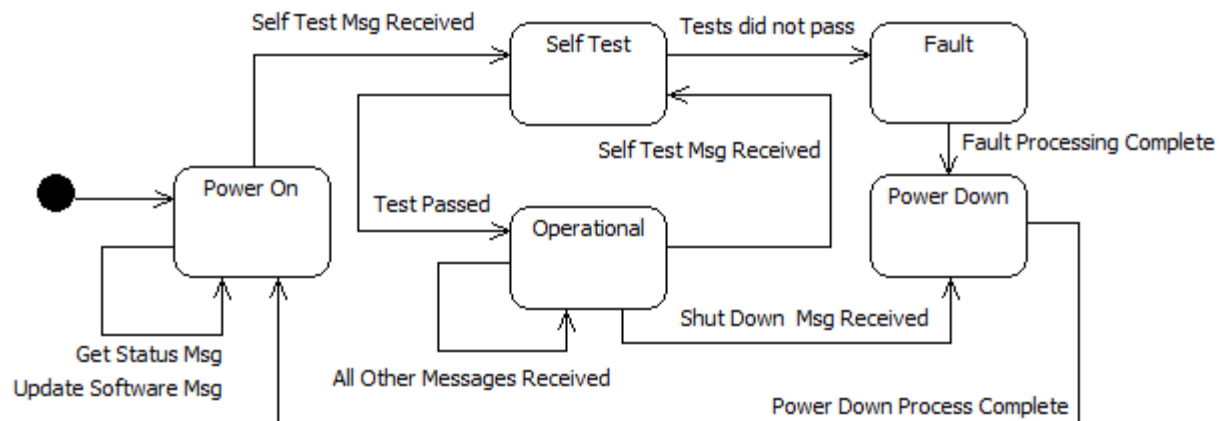 Self Test Msg Received
Self Test
Tests did not pass
Fault
Self Test Msg Received
Fault Processing Complete
Power On
Test Passed
Operational
Power Down
Get Status Msg
Update Software Msg
All Other Messages Received
Shut Down  Msg Received
Power Down Process Complete